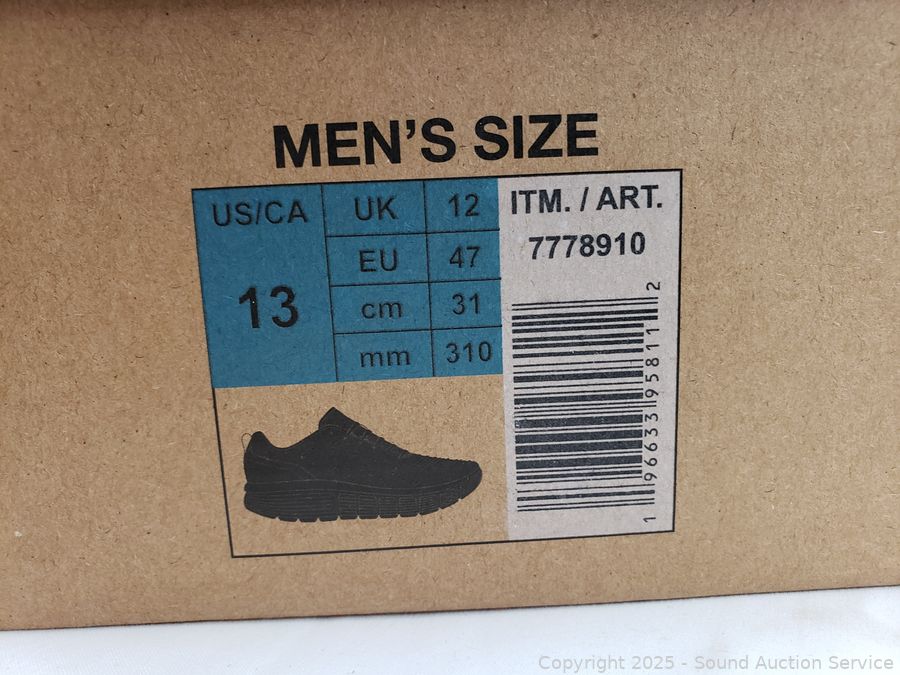 MEN'S SIZE
US/CA
13
UK 12
EU 47
cm 31
mm 310
ITM. / ART.
7778910
1 96633 95811 2
Copyright 2025 - Sound Auction Service